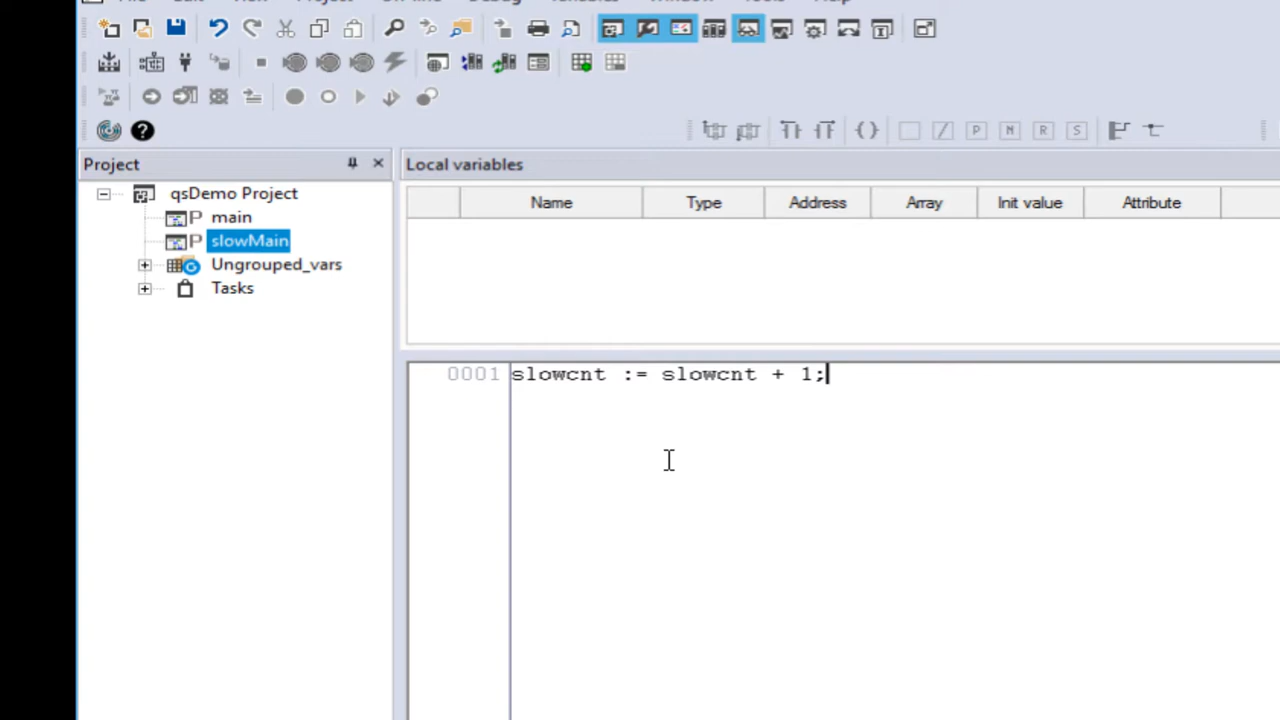 Project
Local variables
qsDemo Project
main
slowMain
Ungrouped_vars
Tasks
Name Type Address Array Init value Attribute
0001 slowcnt := slowcnt + 1;